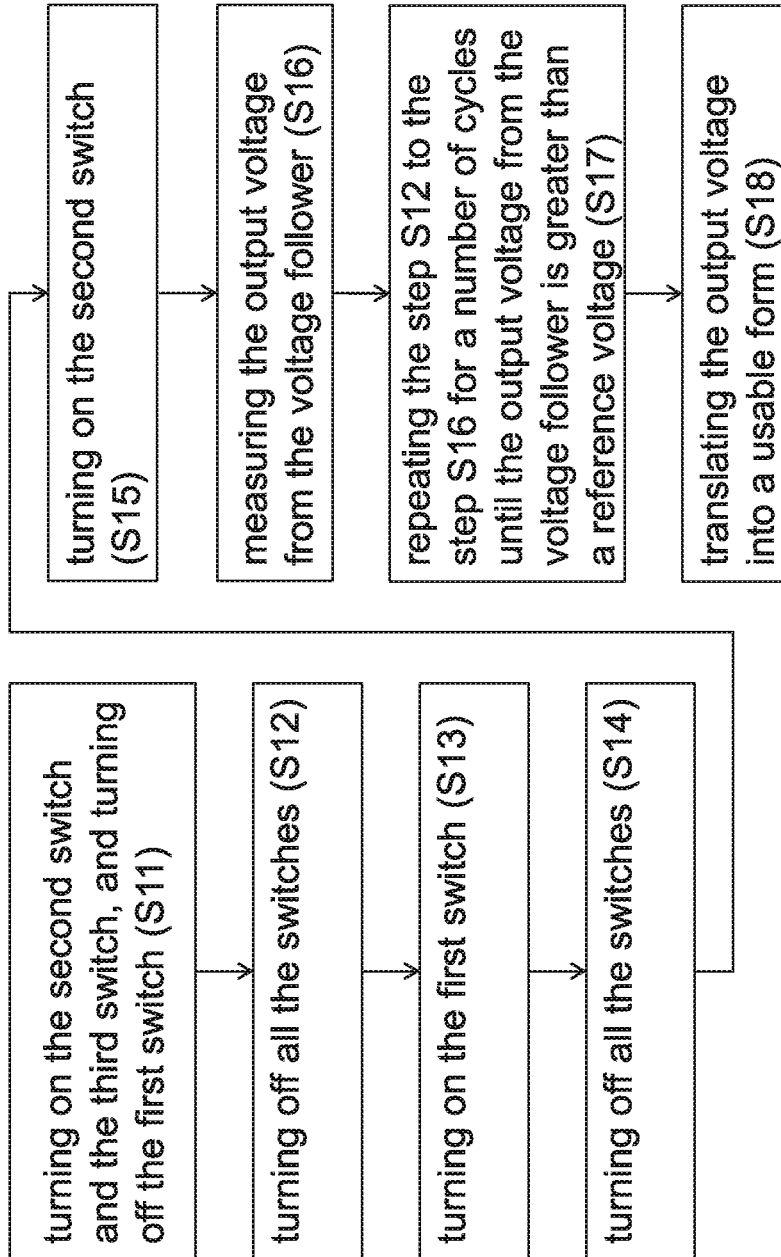 turning on the second switch
and the third switch, and turning
off the first switch (S11)
turning off all the switches (S12)
turning on the first switch (S13)
turning off all the switches (S14)
turning on the second switch
(S15)
measuring the output voltage
from the voltage follower (S16)
repeating the step S12 to the
step S16 for a number of cycles
until the output voltage from the
voltage follower is greater than
a reference voltage (S17)
translating the output voltage
into a usable form (S18)